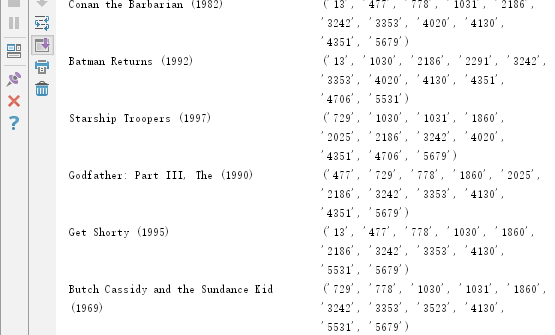 Conan the Barbarian (1982) ('13', '477', '778', '1031', '2186',
'3242', '3353', '4020', '4130',
'4351', '5679')
Batman Returns (1992) ('13', '1030', '2186', '2291', '3242',
'3353', '4020', '4130', '4351',
'4706', '5531')
Starship Troopers (1997) ('729', '1030', '1031', '1860',
'2025', '2186', '3242', '4020',
'4351', '4706', '5679')
Godfather: Part III, The (1990) ('477', '729', '778', '1860', '2025',
'2186', '3242', '3353', '4130',
'4351', '5679')
Get Shorty (1995) ('13', '477', '778', '1030', '1860',
'2186', '3242', '3353', '4130',
'5531', '5679')
Butch Cassidy and the Sundance Kid ('729', '778', '1030', '1031', '1860',
(1969) '3242', '3353', '3523', '4130',
'5531', '5679')